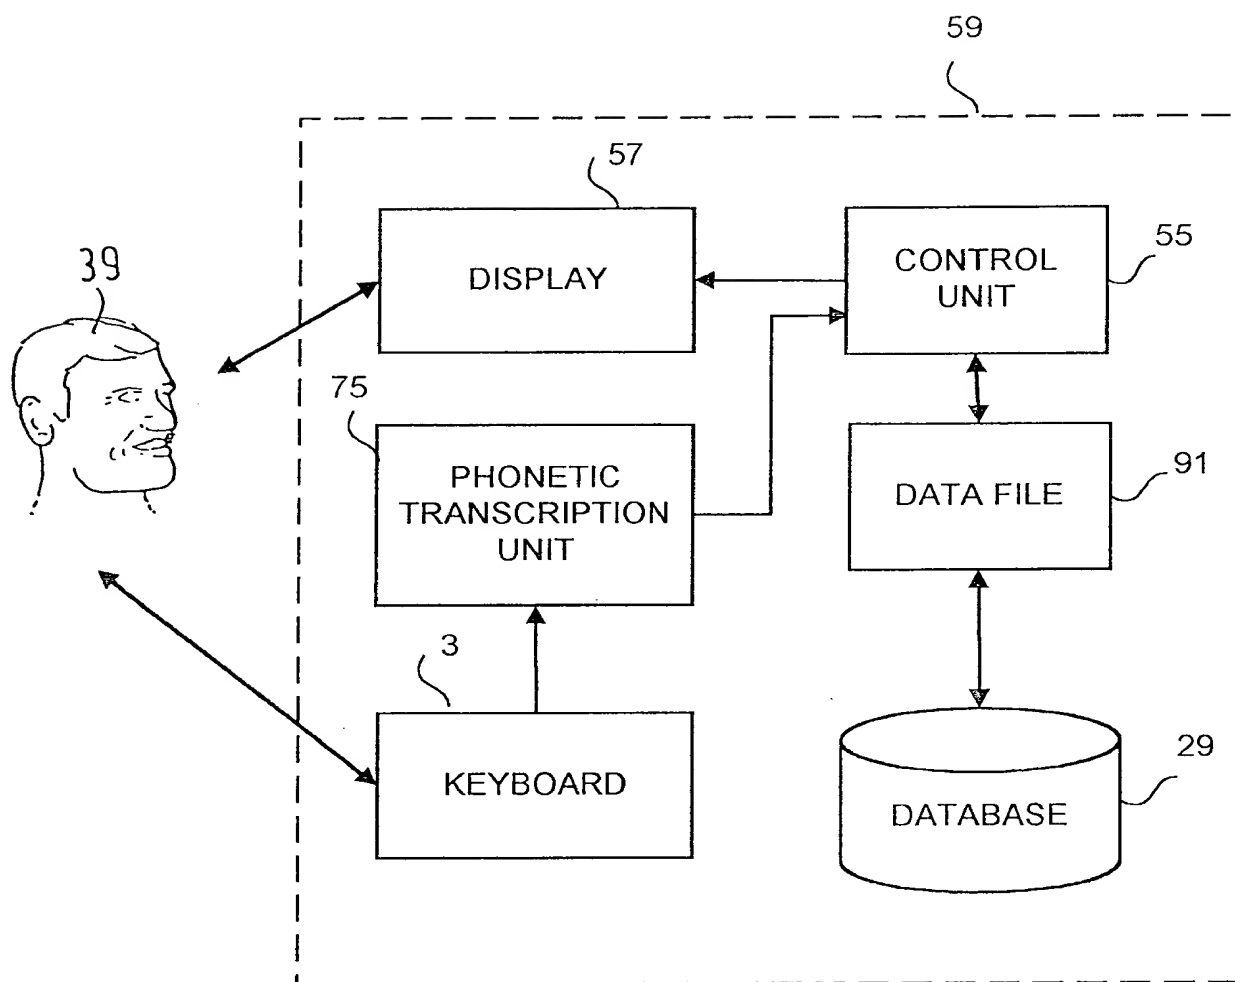 59
57
DISPLAY
CONTROL
UNIT
55
39
75
PHONETIC
TRANSCRIPTION
UNIT
DATA FILE
91
3
KEYBOARD
DATABASE
29